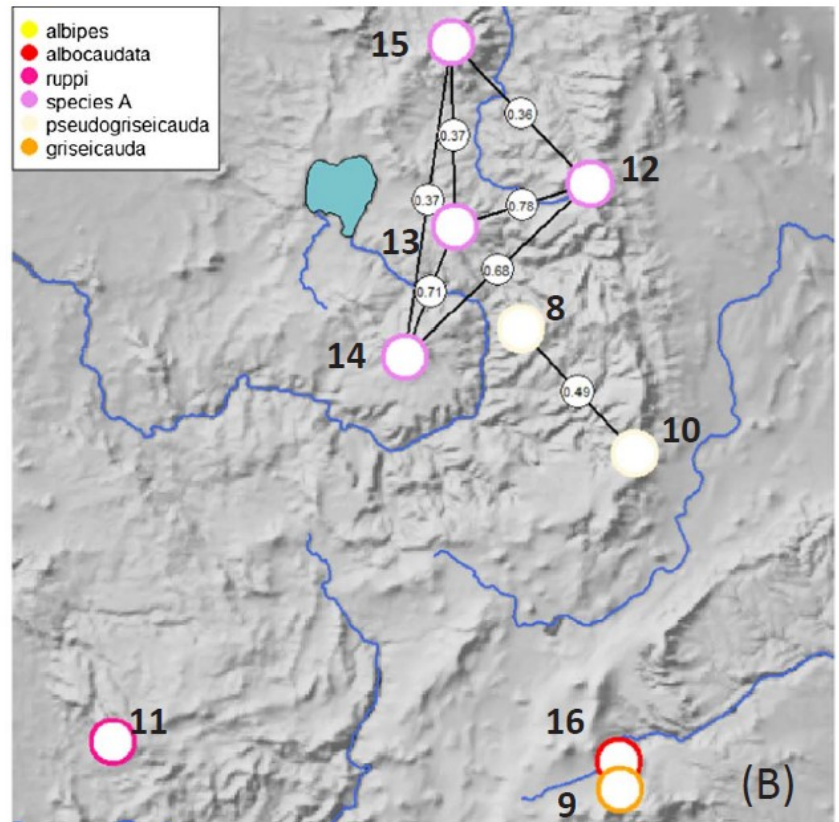 albipes
albocaudata
ruppi
species A
pseudogriseicauda
griseicauda
15
0.36
0.37
12
0.37
0.78
13
0.68
0.71
8
14
0.49
10
11
16
(B)
9